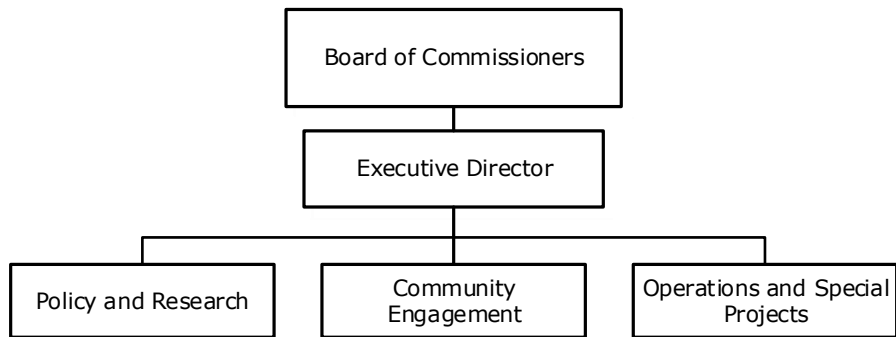 Board of Commissioners
Executive Director
Policy and Research
Community
Engagement
Operations and Special
Projects